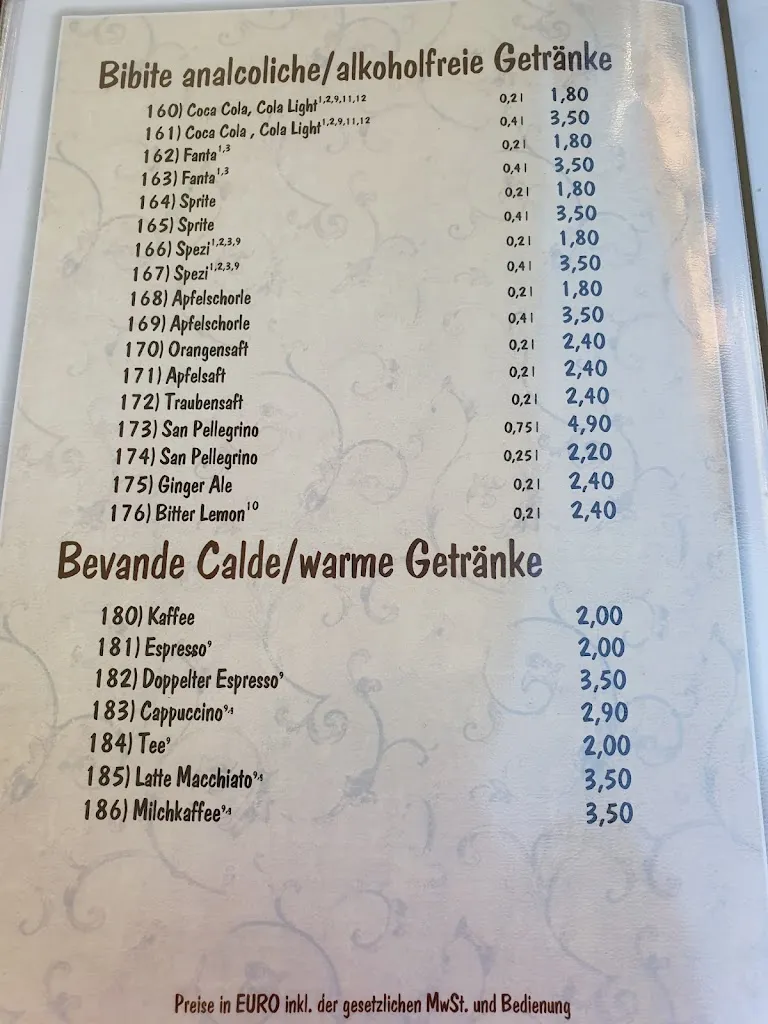 Bibite analcoliche/alkoholfreie Getränke
160) Coca Cola, Cola Light1,2,9,11,12 0,2 l 1,80
161) Coca Cola , Cola Light1,2,9,11,12 0,4 l 3,50
162) Fanta1,3 0,2 l 1,80
163) Fanta1,3 0,4 l 3,50
164) Sprite 0,2 l 1,80
165) Sprite 0,4 l 3,50
166) Spezi1,2,3,9 0,2 l 1,80
167) Spezi1,2,3,9 0,4 l 3,50
168) Apfelschorle 0,2 l 1,80
169) Apfelschorle 0,4 l 3,50
170) Orangensaft 0,2 l 2,40
171) Apfelsaft 0,2 l 2,40
172) Traubensaft 0,2 l 2,40
173) San Pellegrino 0,75 l 4,90
174) San Pellegrino 0,25 l 2,20
175) Ginger Ale 0,2 l 2,40
176) Bitter Lemon10 0,2 l 2,40
Bevande Calde/warme Getränke
180) Kaffee 2,00
181) Espresso9 2,00
182) Doppelter Espresso9 3,50
183) Cappuccino9,4 2,90
184) Tee9 2,00
185) Latte Macchiato9,4 3,50
186) Milchkaffee9,4 3,50
Preise in EURO inkl. der gesetzlichen MwSt. und Bedienung